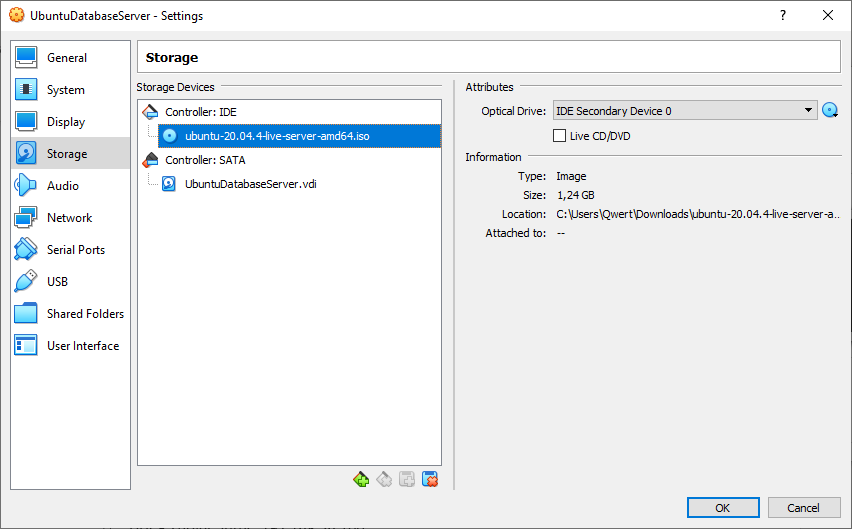 UbuntuDatabaseServer - Settings
?
General
System
Display
Storage
Audio
Network
Serial Ports
USB
Shared Folders
User Interface
Storage
Storage Devices
Controller: IDE
ubuntu-20.04.4-live-server-amd64.iso
Controller: SATA
UbuntuDatabaseServer.vdi
Attributes
Optical Drive: IDE Secondary Device 0
Live CD/DVD
Information
Type: Image
Size: 1,24 GB
Location: C:\Users\Qwert\Downloads\ubuntu-20.04.4-live-server-a...
Attached to: --
OK
Cancel